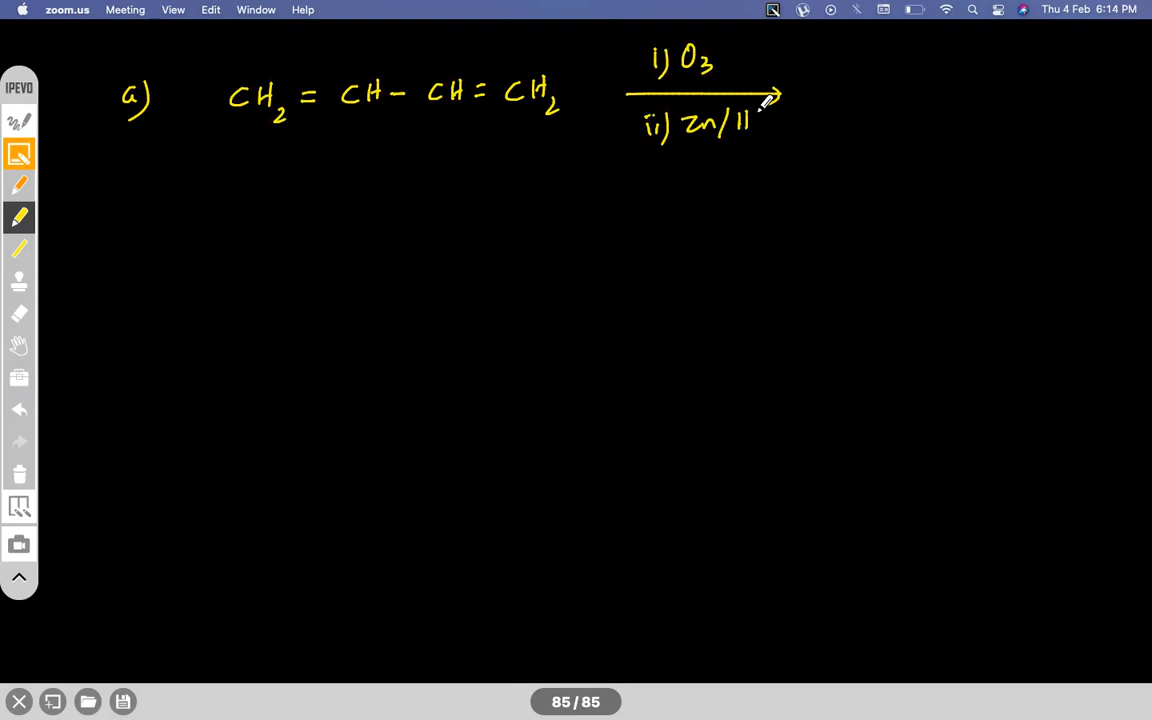 zoom.us Meeting View Edit Window Help Thu 4 Feb 6:14 PM
IPEVO
i) O₃
a) CH₂ = CH - CH = CH₂
ii) Zn/
85 / 85